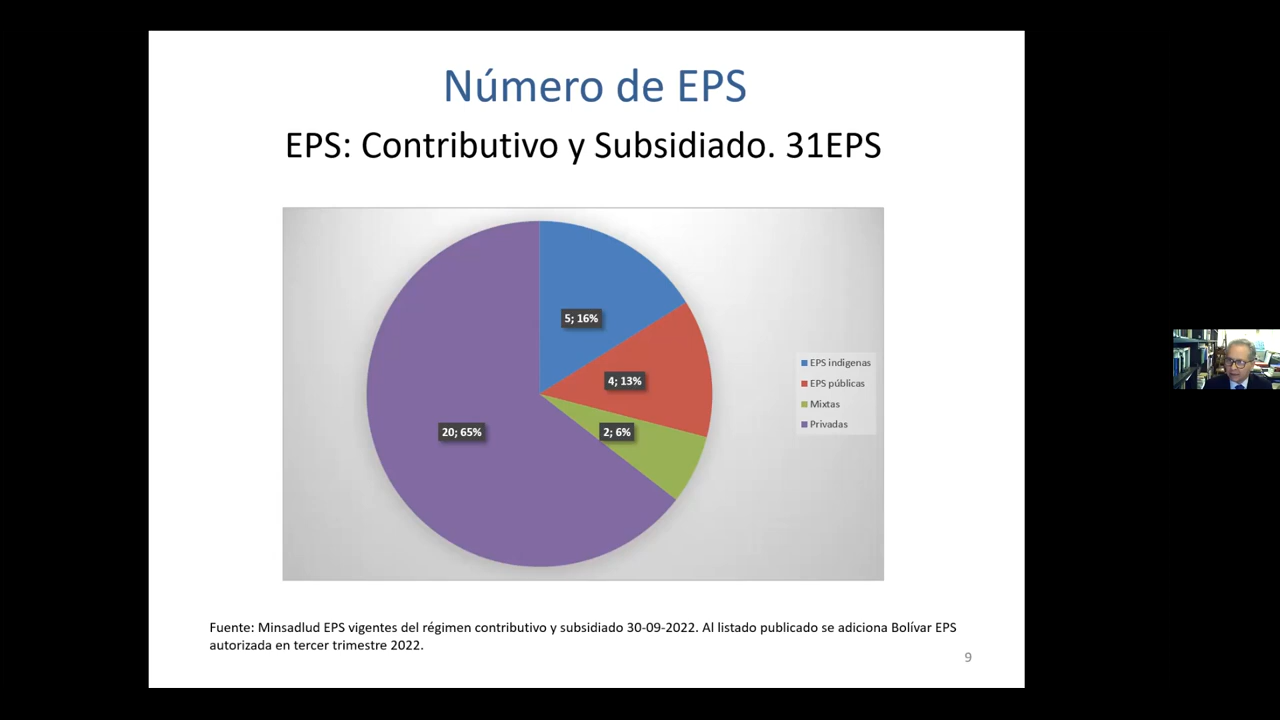 Número de EPS
EPS: Contributivo y Subsidiado. 31EPS
5; 16%
4; 13%
20; 65%
2; 6%
EPS indigenas
EPS públicas
Mixtas
Privadas
Fuente: Minsadlud EPS vigentes del régimen contributivo y subsidiado 30-09-2022. Al listado publicado se adiciona Bolívar EPS
autorizada en tercer trimestre 2022.
9